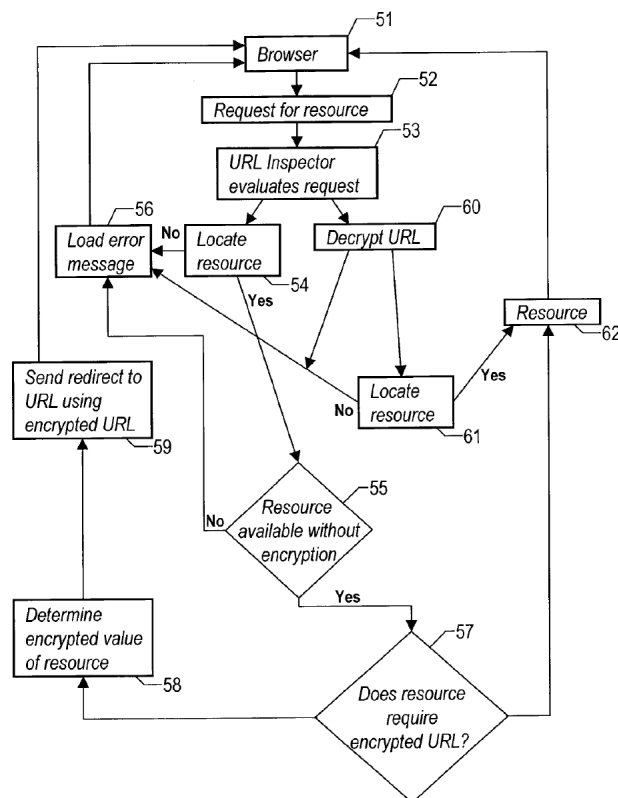 51
Browser
52
Request for resource
53
URL Inspector
evaluates request
56
Load error
message
No
Locate
resource
54
Yes
60
Decrypt URL
Resource
62
Send redirect to
URL using
encrypted URL
59
No
Locate
resource
61
Yes
55
Resource
available without
encryption
No
Yes
Determine
encrypted value
of resource
58
57
Does resource
require
encrypted URL?